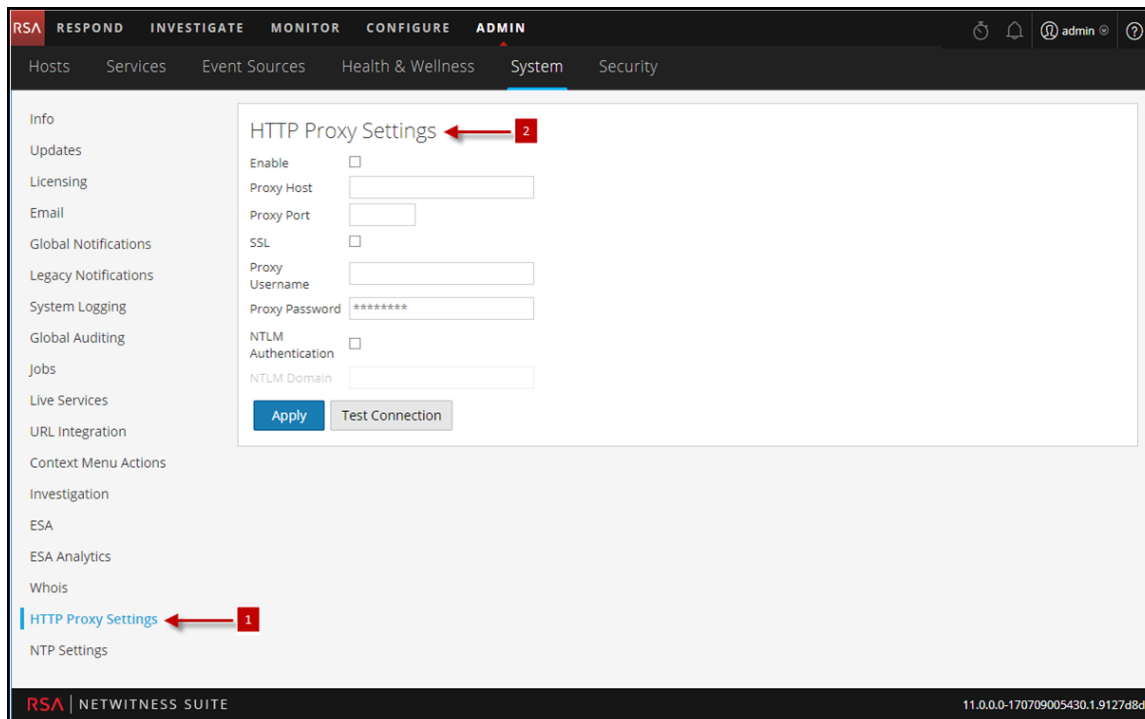 RSA RESPOND INVESTIGATE MONITOR CONFIGURE ADMIN admin ?
Hosts Services Event Sources Health & Wellness System Security
Info
Updates
Licensing
Email
Global Notifications
Legacy Notifications
System Logging
Global Auditing
Jobs
Live Services
URL Integration
Context Menu Actions
Investigation
ESA
ESA Analytics
Whois
HTTP Proxy Settings 1
NTP Settings
HTTP Proxy Settings 2
Enable
Proxy Host
Proxy Port
SSL
Proxy
Username
Proxy Password ********
NTLM
Authentication
NTLM Domain
Apply Test Connection
RSA NETWITNESS SUITE 11.0.0.0-170709005430.1.9127d8d